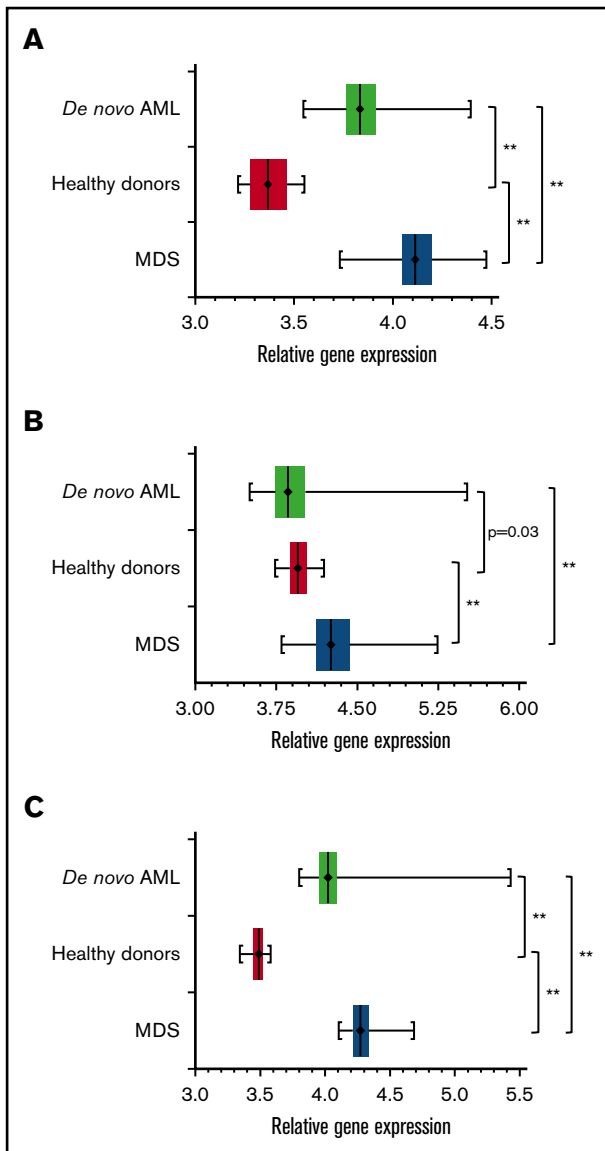 A
De novo AML
**
Healthy donors
**
**
MDS
3.0 3.5 4.0 4.5
Relative gene expression
B
De novo AML
p=0.03
Healthy donors
**
**
MDS
3.00 3.75 4.50 5.25 6.00
Relative gene expression
C
De novo AML
**
Healthy donors
**
**
MDS
3.0 3.5 4.0 4.5 5.0 5.5
Relative gene expression